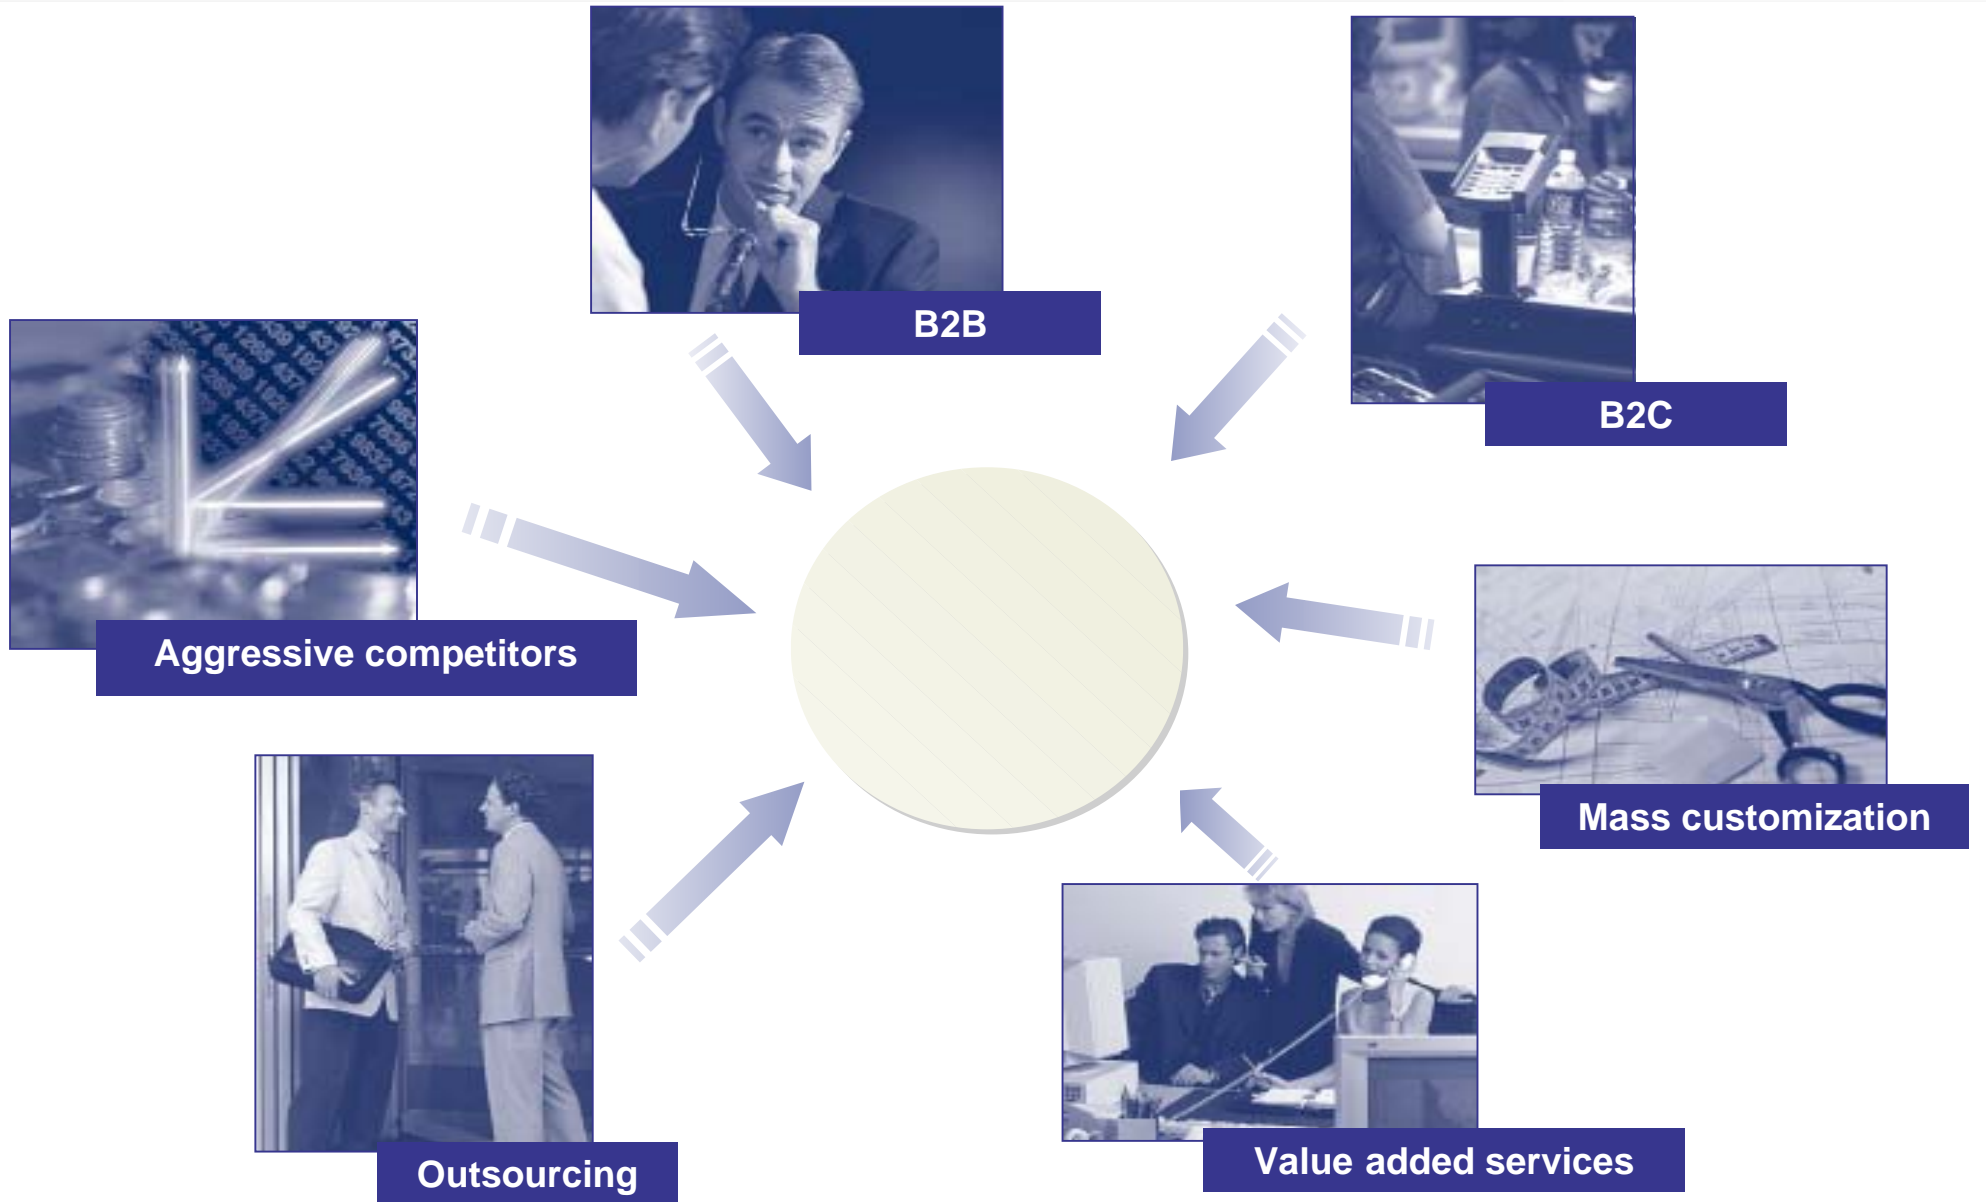 B2B
B2C
Aggressive competitors
Mass customization
Outsourcing
Value added services